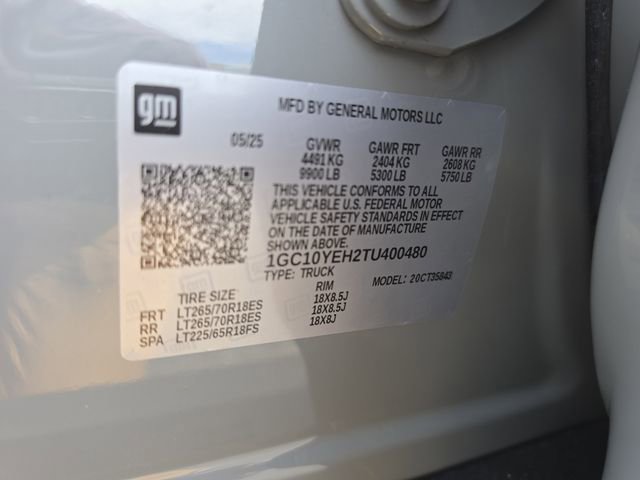 gm
MFD BY GENERAL MOTORS LLC
05/25 GVWR GAWR FRT GAWR RR
4491 KG 2404 KG 2608 KG
9900 LB 5300 LB 5750 LB
THIS VEHICLE CONFORMS TO ALL
APPLICABLE U.S. FEDERAL MOTOR
VEHICLE SAFETY STANDARDS IN EFFECT
ON THE DATE OF MANUFACTURE
SHOWN ABOVE.
1GC10YEH2TU400480
TYPE: TRUCK MODEL: 20CT35843
TIRE SIZE RIM
FRT LT265/70R18ES 18X8.5J
RR LT265/70R18ES 18X8.5J
SPA LT225/65R18FS 18X8J